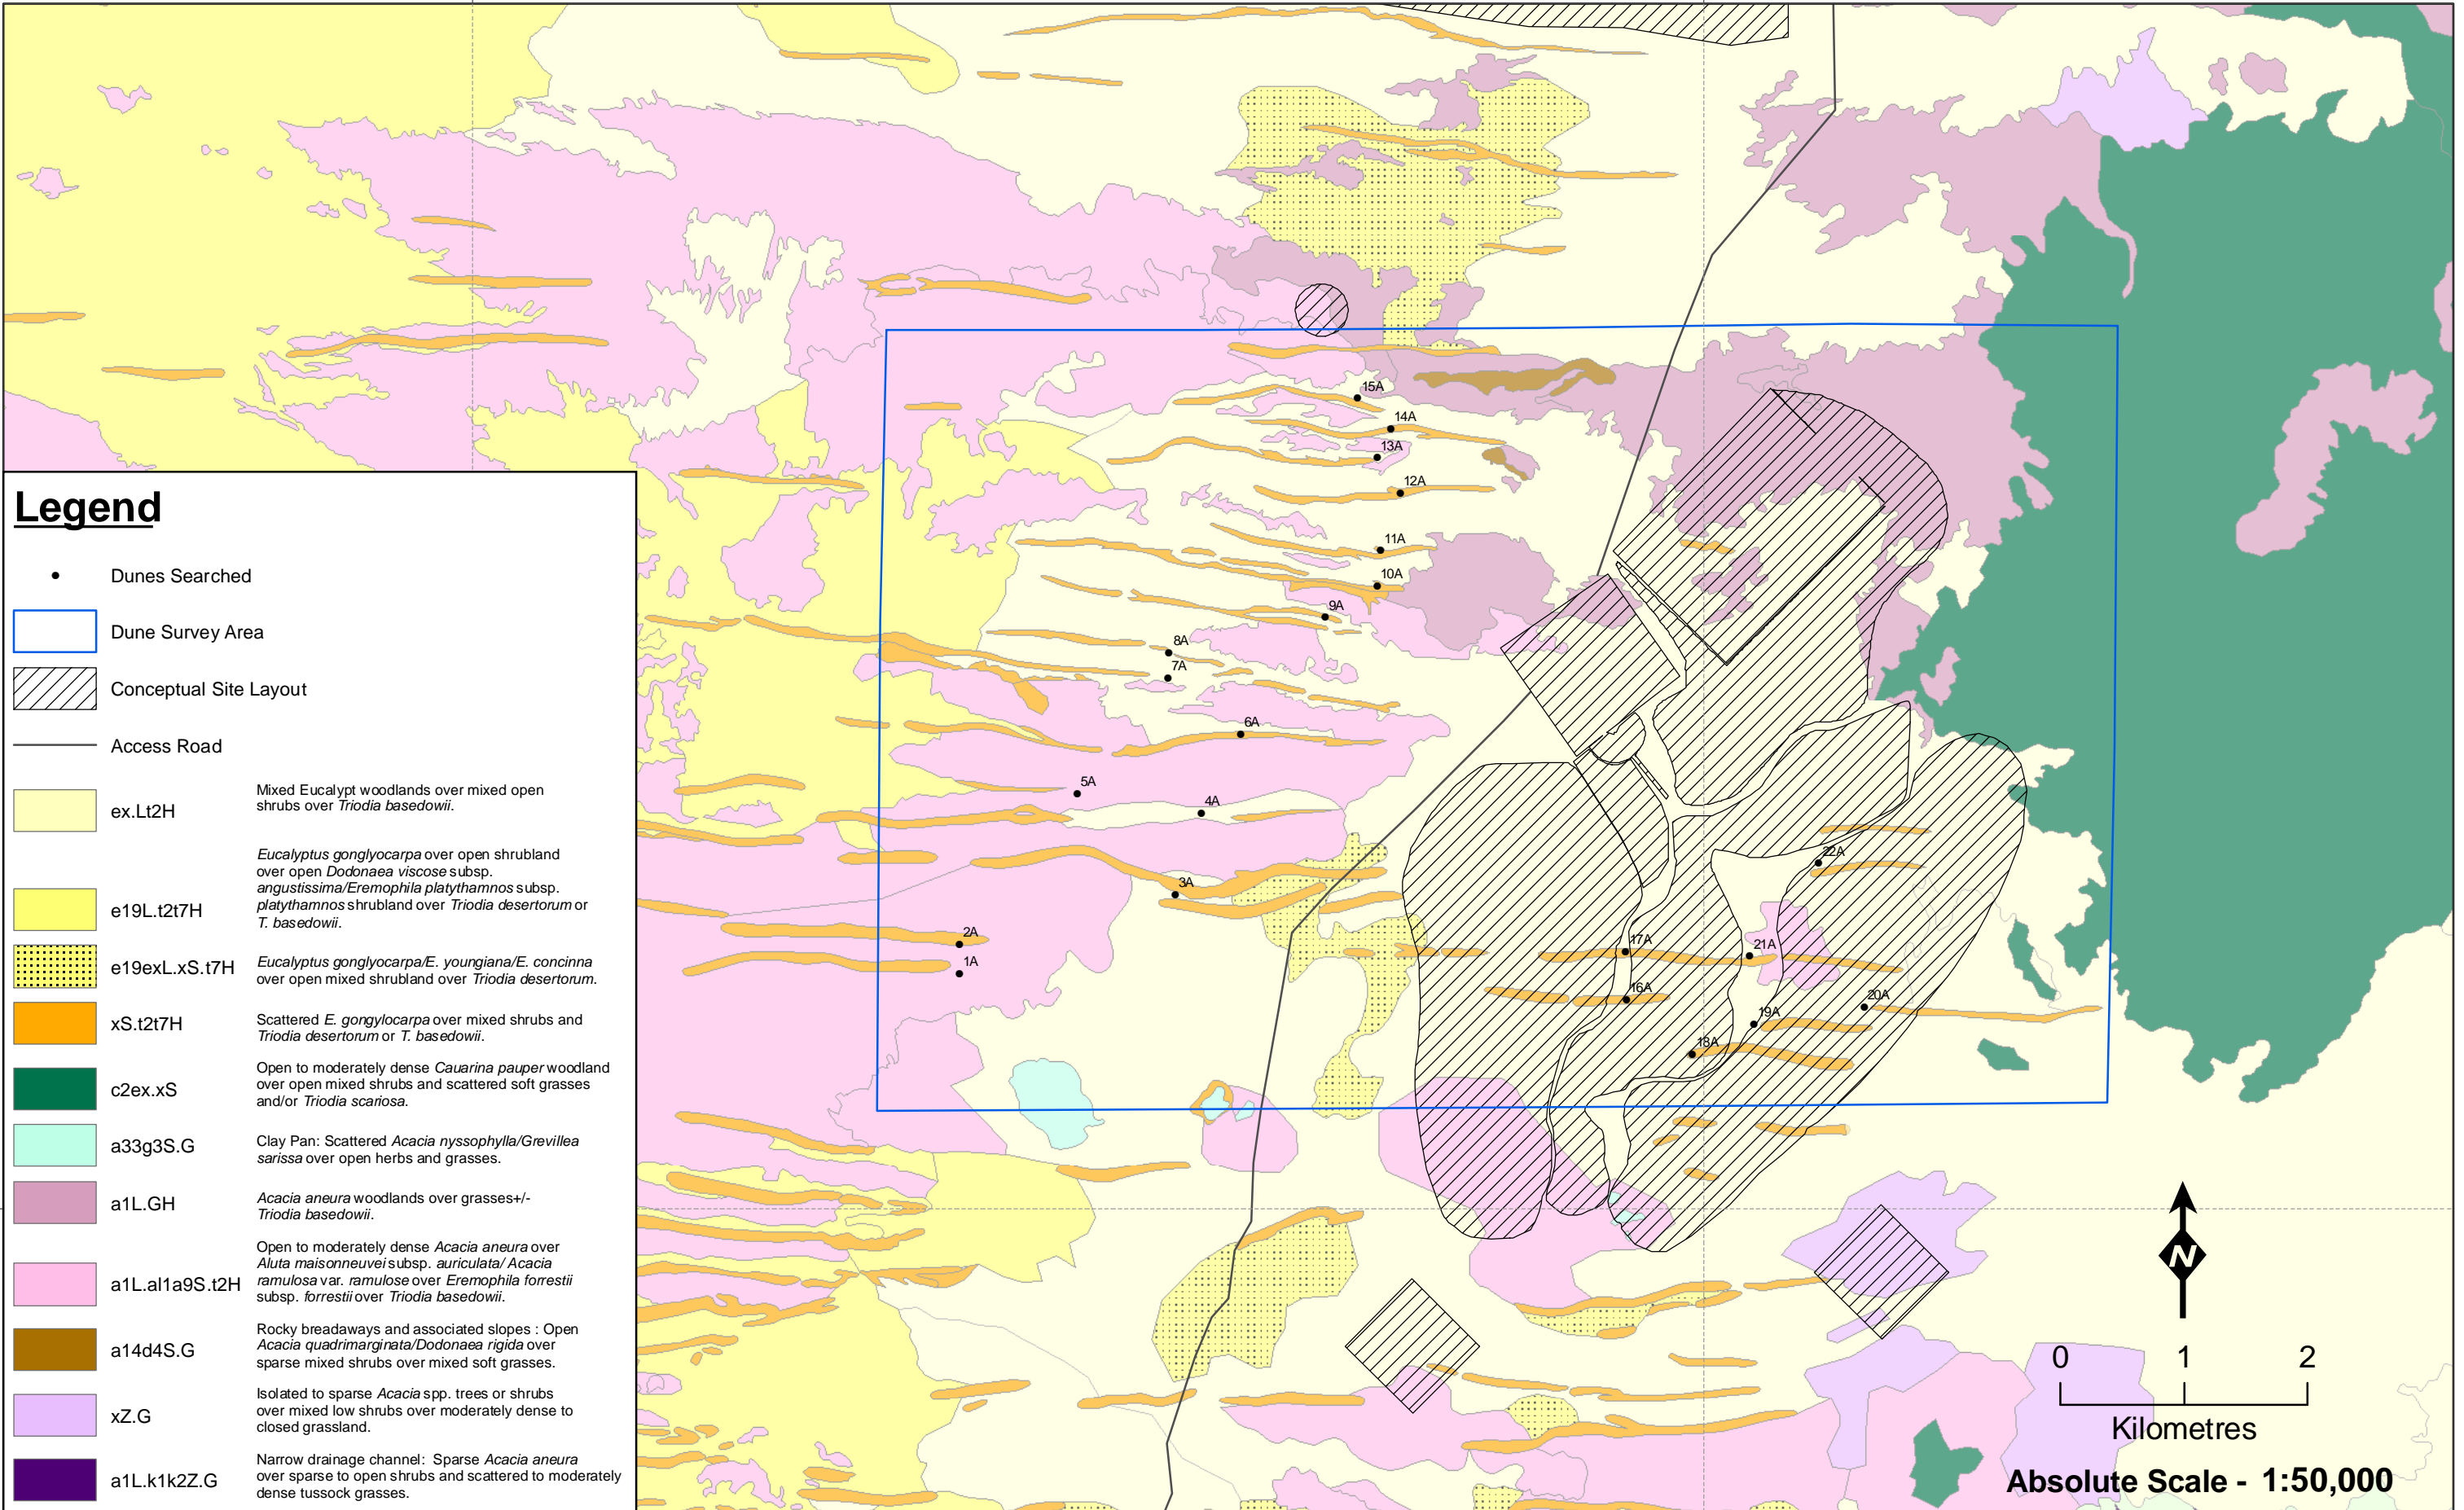 Legend
Dunes Searched
Dune Survey Area
Conceptual Site Layout
Access Road
ex.Lt2H
Mixed Eucalypt woodlands over mixed open
shrubs over Triodia basedowii.
e19L.t2t7H
Eucalyptus gonglyocarpa over open shrubland
over open Dodonaea viscose subsp.
angustissima/Eremophila platythamnos subsp.
platythamnos shrubland over Triodia desertorum or
T. basedowii.
e19exL.xS.t7H
Eucalyptus gonglyocarpa/E. youngiana/E. concinna
over open mixed shrubland over Triodia desertorum.
xS.t2t7H
Scattered E. gongylocarpa over mixed shrubs and
Triodia desertorum or T. basedowii.
c2ex.xS
Open to moderately dense Cauarina pauper woodland
over open mixed shrubs and scattered soft grasses
and/or Triodia scariosa.
a33g3S.G
Clay Pan: Scattered Acacia nyssophylla/Grevillea
sarissa over open herbs and grasses.
a1L.GH
Acacia aneura woodlands over grasses+/-
Triodia basedowii.
a1L.al1a9S.t2H
Open to moderately dense Acacia aneura over
Aluta maisonneuvei subsp. auriculata/ Acacia
ramulosa var. ramulose over Eremophila forrestii
subsp. forrestii over Triodia basedowii.
a14d4S.G
Rocky breadaways and associated slopes : Open
Acacia quadrimarginata/Dodonaea rigida over
sparse mixed shrubs over mixed soft grasses.
xZ.G
Isolated to sparse Acacia spp. trees or shrubs
over mixed low shrubs over moderately dense to
closed grassland.
a1L.k1k2Z.G
Narrow drainage channel: Sparse Acacia aneura
over sparse to open shrubs and scattered to moderately
dense tussock grasses.
15A
14A
13A
12A
11A
10A
9A
8A
7A
6A
5A
4A
3A
2A
1A
22A
17A
21A
16A
20A
19A
18A
N
0 1 2
Kilometres
Absolute Scale - 1:50,000